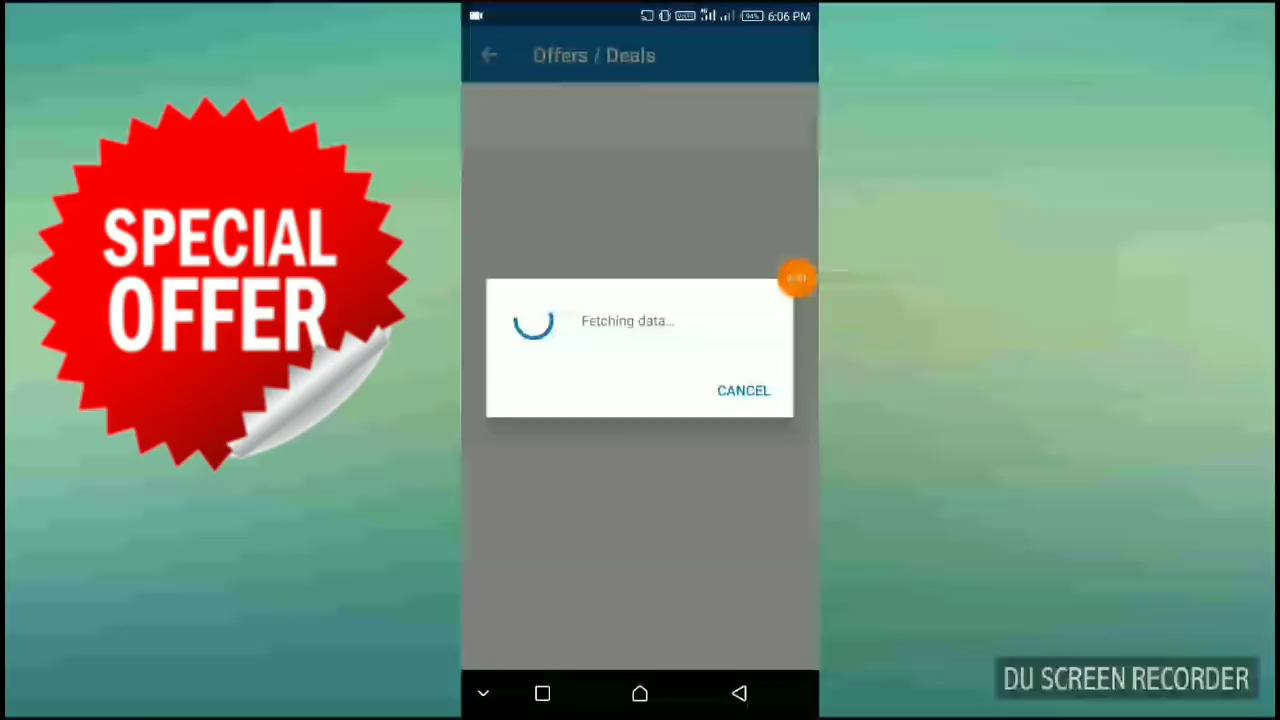 6:06 PM
Offers / Deals
SPECIAL
OFFER
Fetching data...
CANCEL
DU SCREEN RECORDER